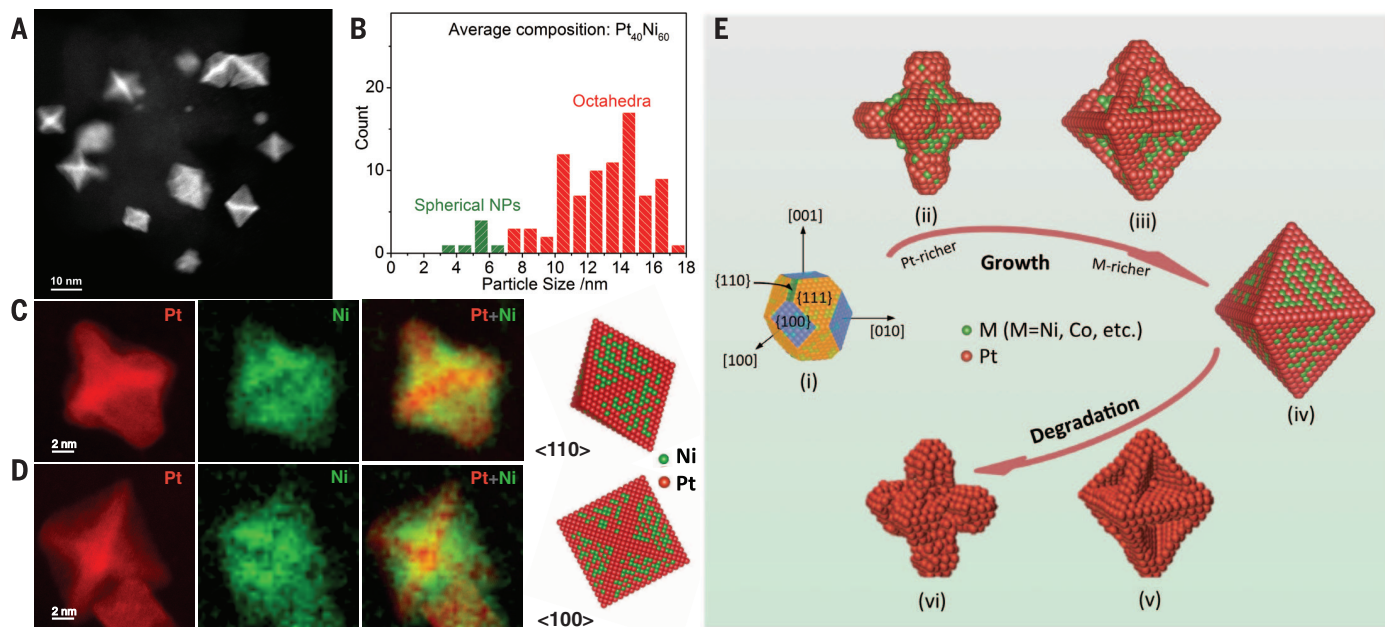 A
10 nm
B
Average composition: Pt40Ni60
Octahedra
Spherical NPs
Count
20
10
0
0 2 4 6 8 10 12 14 16 18
Particle Size /nm
C
Pt
2 nm
Ni
Pt+Ni
<110>
Ni
Pt
D
Pt
2 nm
Ni
Pt+Ni
<100>
E
(ii)
(iii)
[001]
{110}
{111}
{100}
[100]
[010]
(i)
Pt-richer
Growth
M-richer
M (M=Ni, Co, etc.)
Pt
(iv)
Degradation
(vi)
(v)